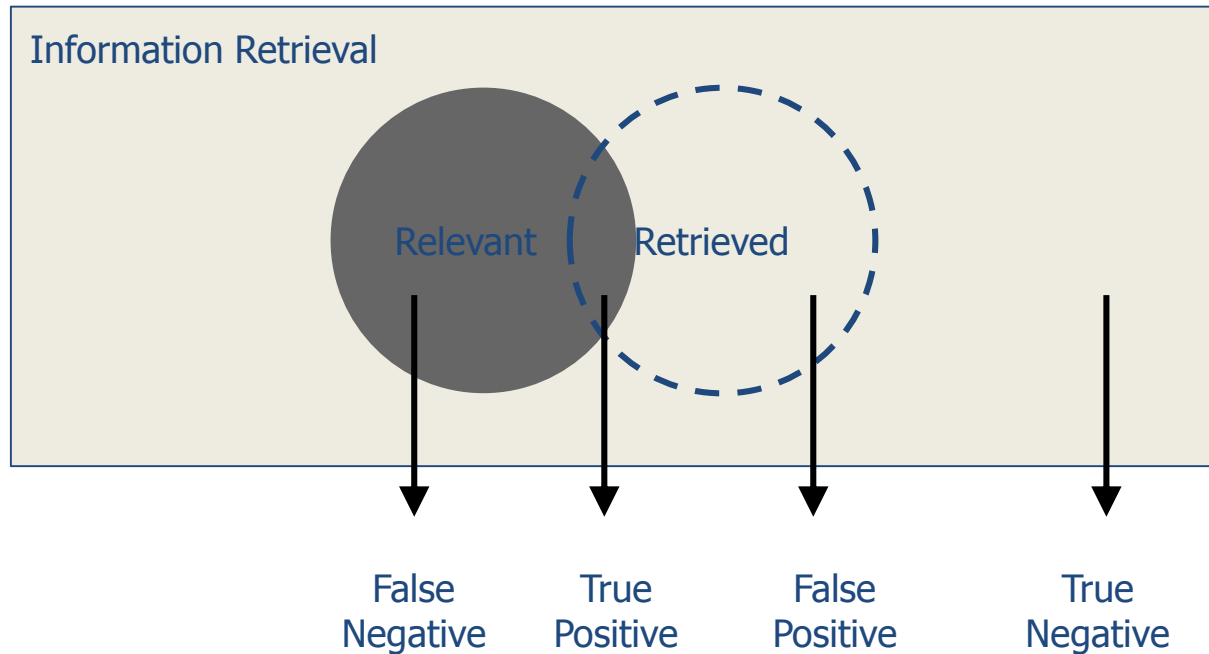 Information Retrieval
Relevant
Retrieved
False
Negative
True
Positive
False
Positive
True
Negative